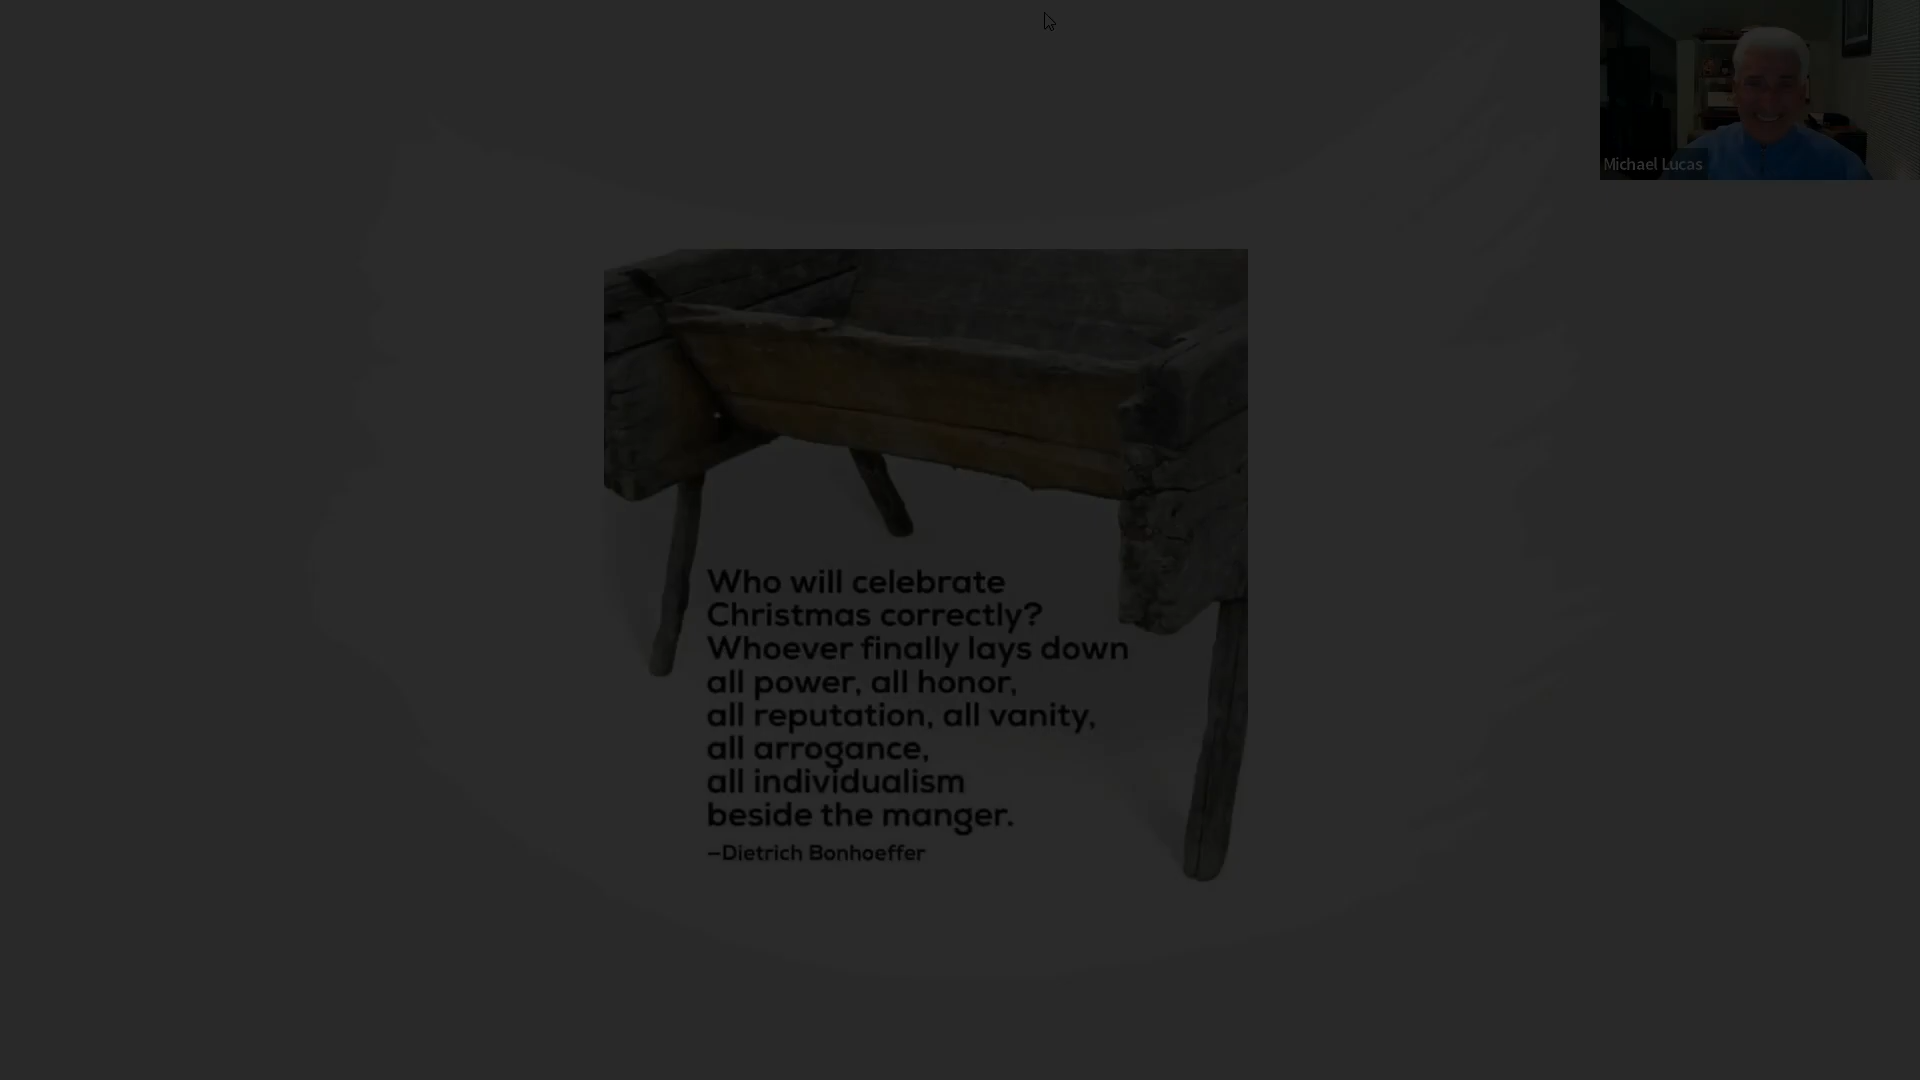 Michael Lucas
Who will celebrate
Christmas correctly?
Whoever finally lays down
all power, all honor,
all reputation, all vanity,
all arrogance,
all individualism
beside the manger.
–Dietrich Bonhoeffer